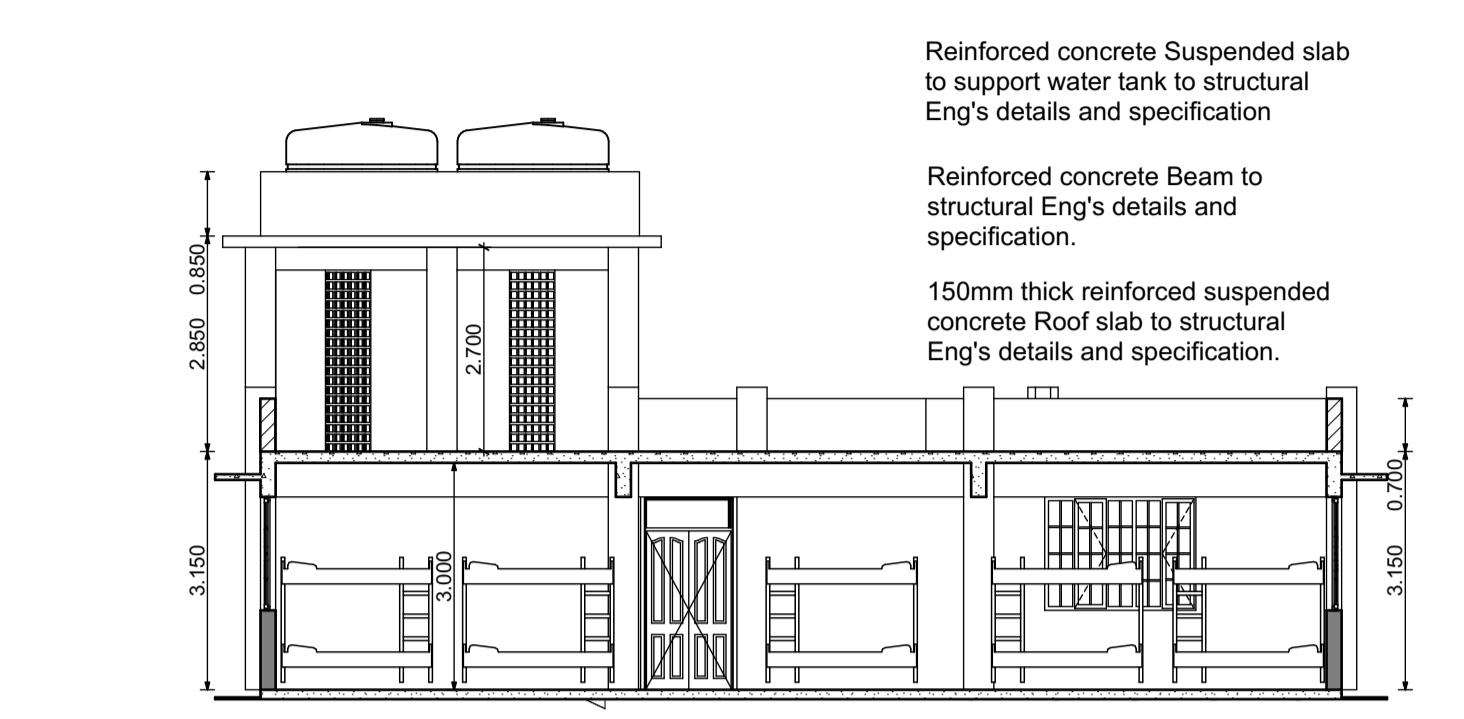 Reinforced concrete Suspended slab
to support water tank to structural
Eng's details and specification
Reinforced concrete Beam to
structural Eng's details and
specification.
150mm thick reinforced suspended
concrete Roof slab to structural
Eng's details and specification.
0.850
2.850
2.700
3.150
3.000
0.700
3.150